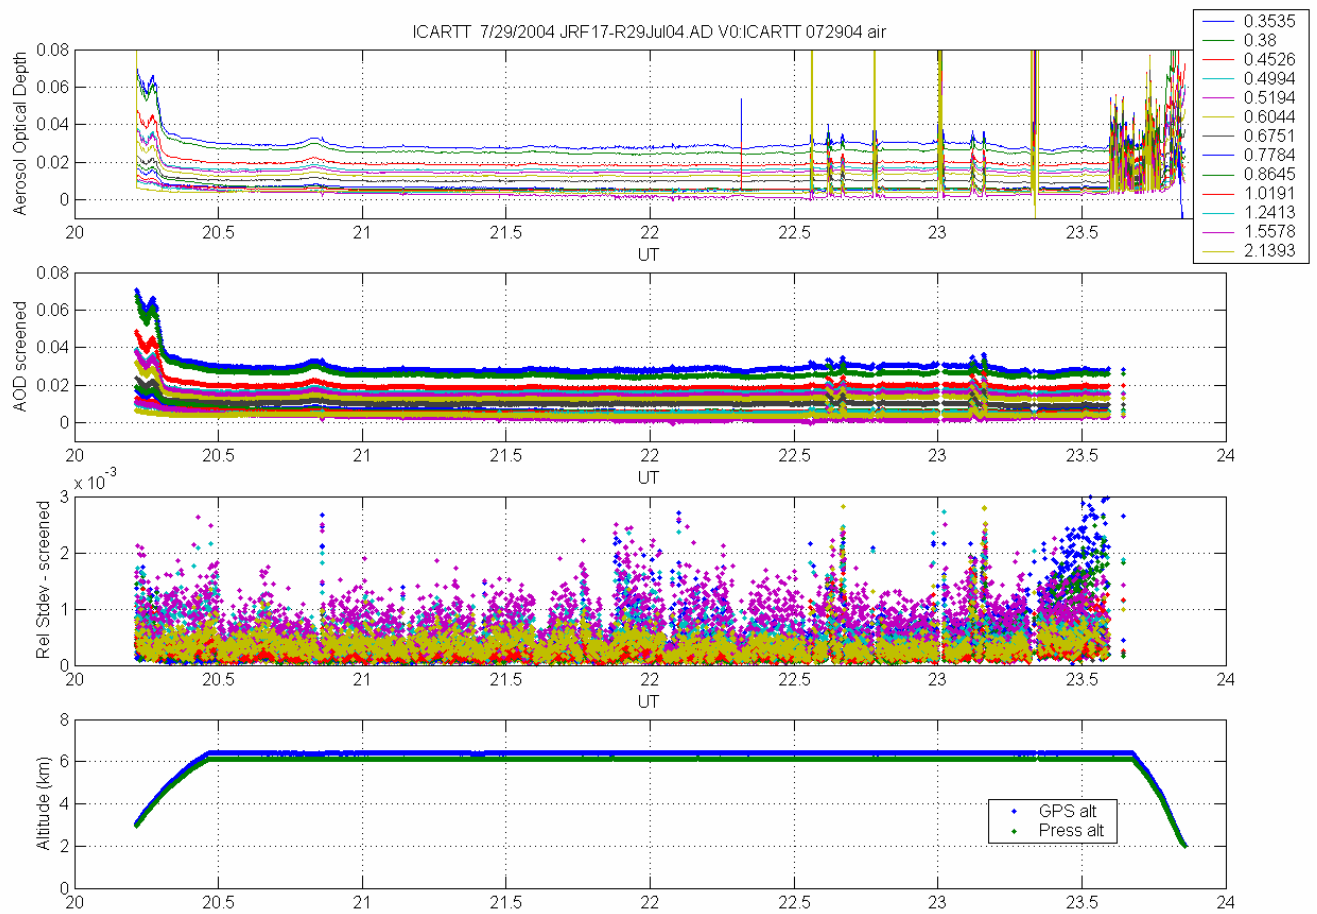 ICARTT 7/29/2004 JRF17-R29Jul04.AD V0:ICARTT 072904 air
Aerosol Optical Depth
0.08
0.06
0.04
0.02
0
20 20.5 21 21.5 22 22.5 23 23.5
UT
0.3535
0.38
0.4526
0.4994
0.5194
0.6044
0.6751
0.7784
0.8645
1.0191
1.2413
1.5578
2.1393
AOD screened
0.08
0.06
0.04
0.02
0
20 20.5 21 21.5 22 22.5 23 23.5 24
UT
x 10-3
Rel Stdev - screened
3
2
1
0
20 20.5 21 21.5 22 22.5 23 23.5 24
UT
Altitude (km)
8
6
4
2
0
20 20.5 21 21.5 22 22.5 23 23.5 24
GPS alt
Press alt